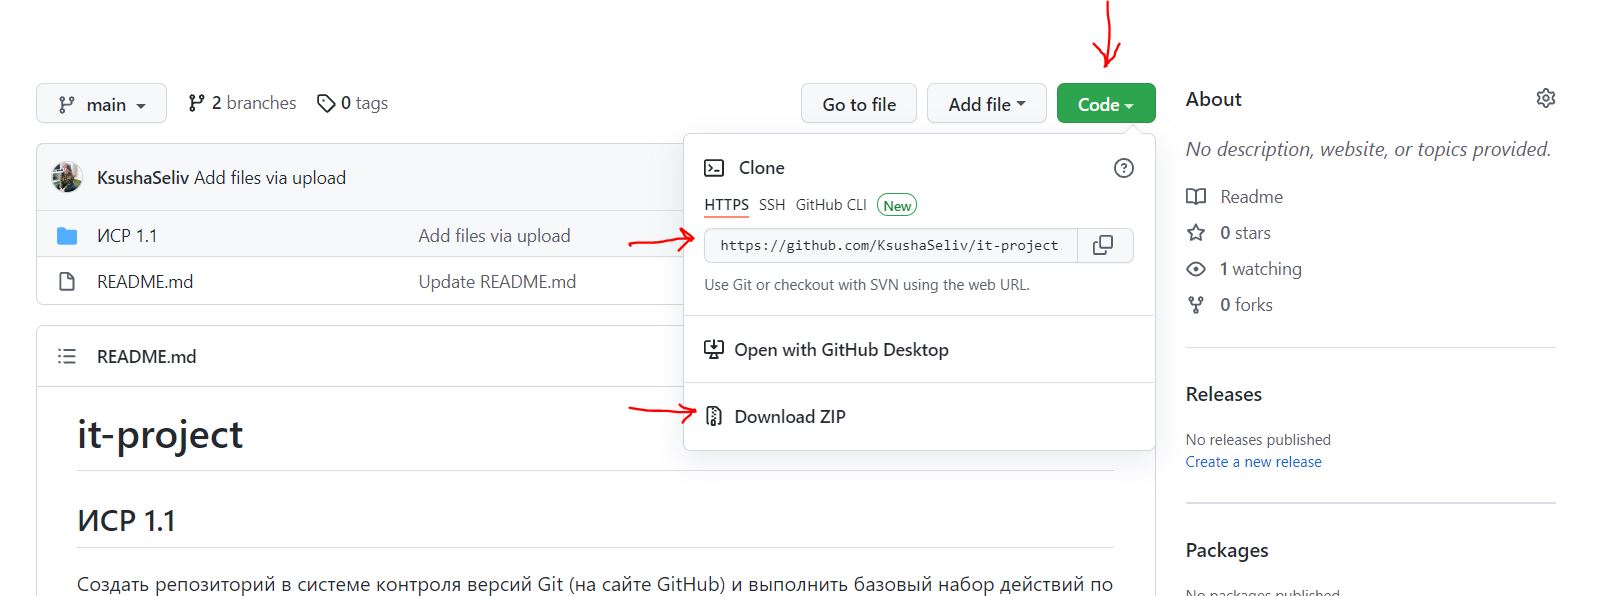 main
2 branches
0 tags
Go to file
Add file
Code
About
KsushaSeliv Add files via upload
ИСР 1.1
Add files via upload
README.md
Update README.md
Clone
HTTPS
SSH
GitHub CLI
New
https://github.com/KsushaSeliv/it-project
Use Git or checkout with SVN using the web URL.
Open with GitHub Desktop
Download ZIP
No description, website, or topics provided.
Readme
0 stars
1 watching
0 forks
Releases
No releases published
Create a new release
Packages
No packages published
README.md
it-project
ИСР 1.1
Создать репозиторий в системе контроля версий Git (на сайте GitHub) и выполнить базовый набор действий по